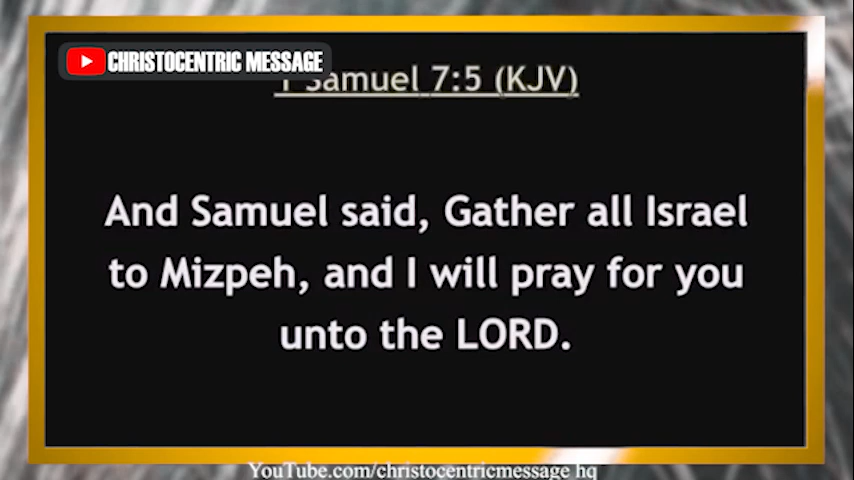 CHRISTOCENTRIC MESSAGE
1 Samuel 7:5 (KJV)
And Samuel said, Gather all Israel
to Mizpeh, and I will pray for you
unto the LORD.
YouTube.com/christocentricmessage hq